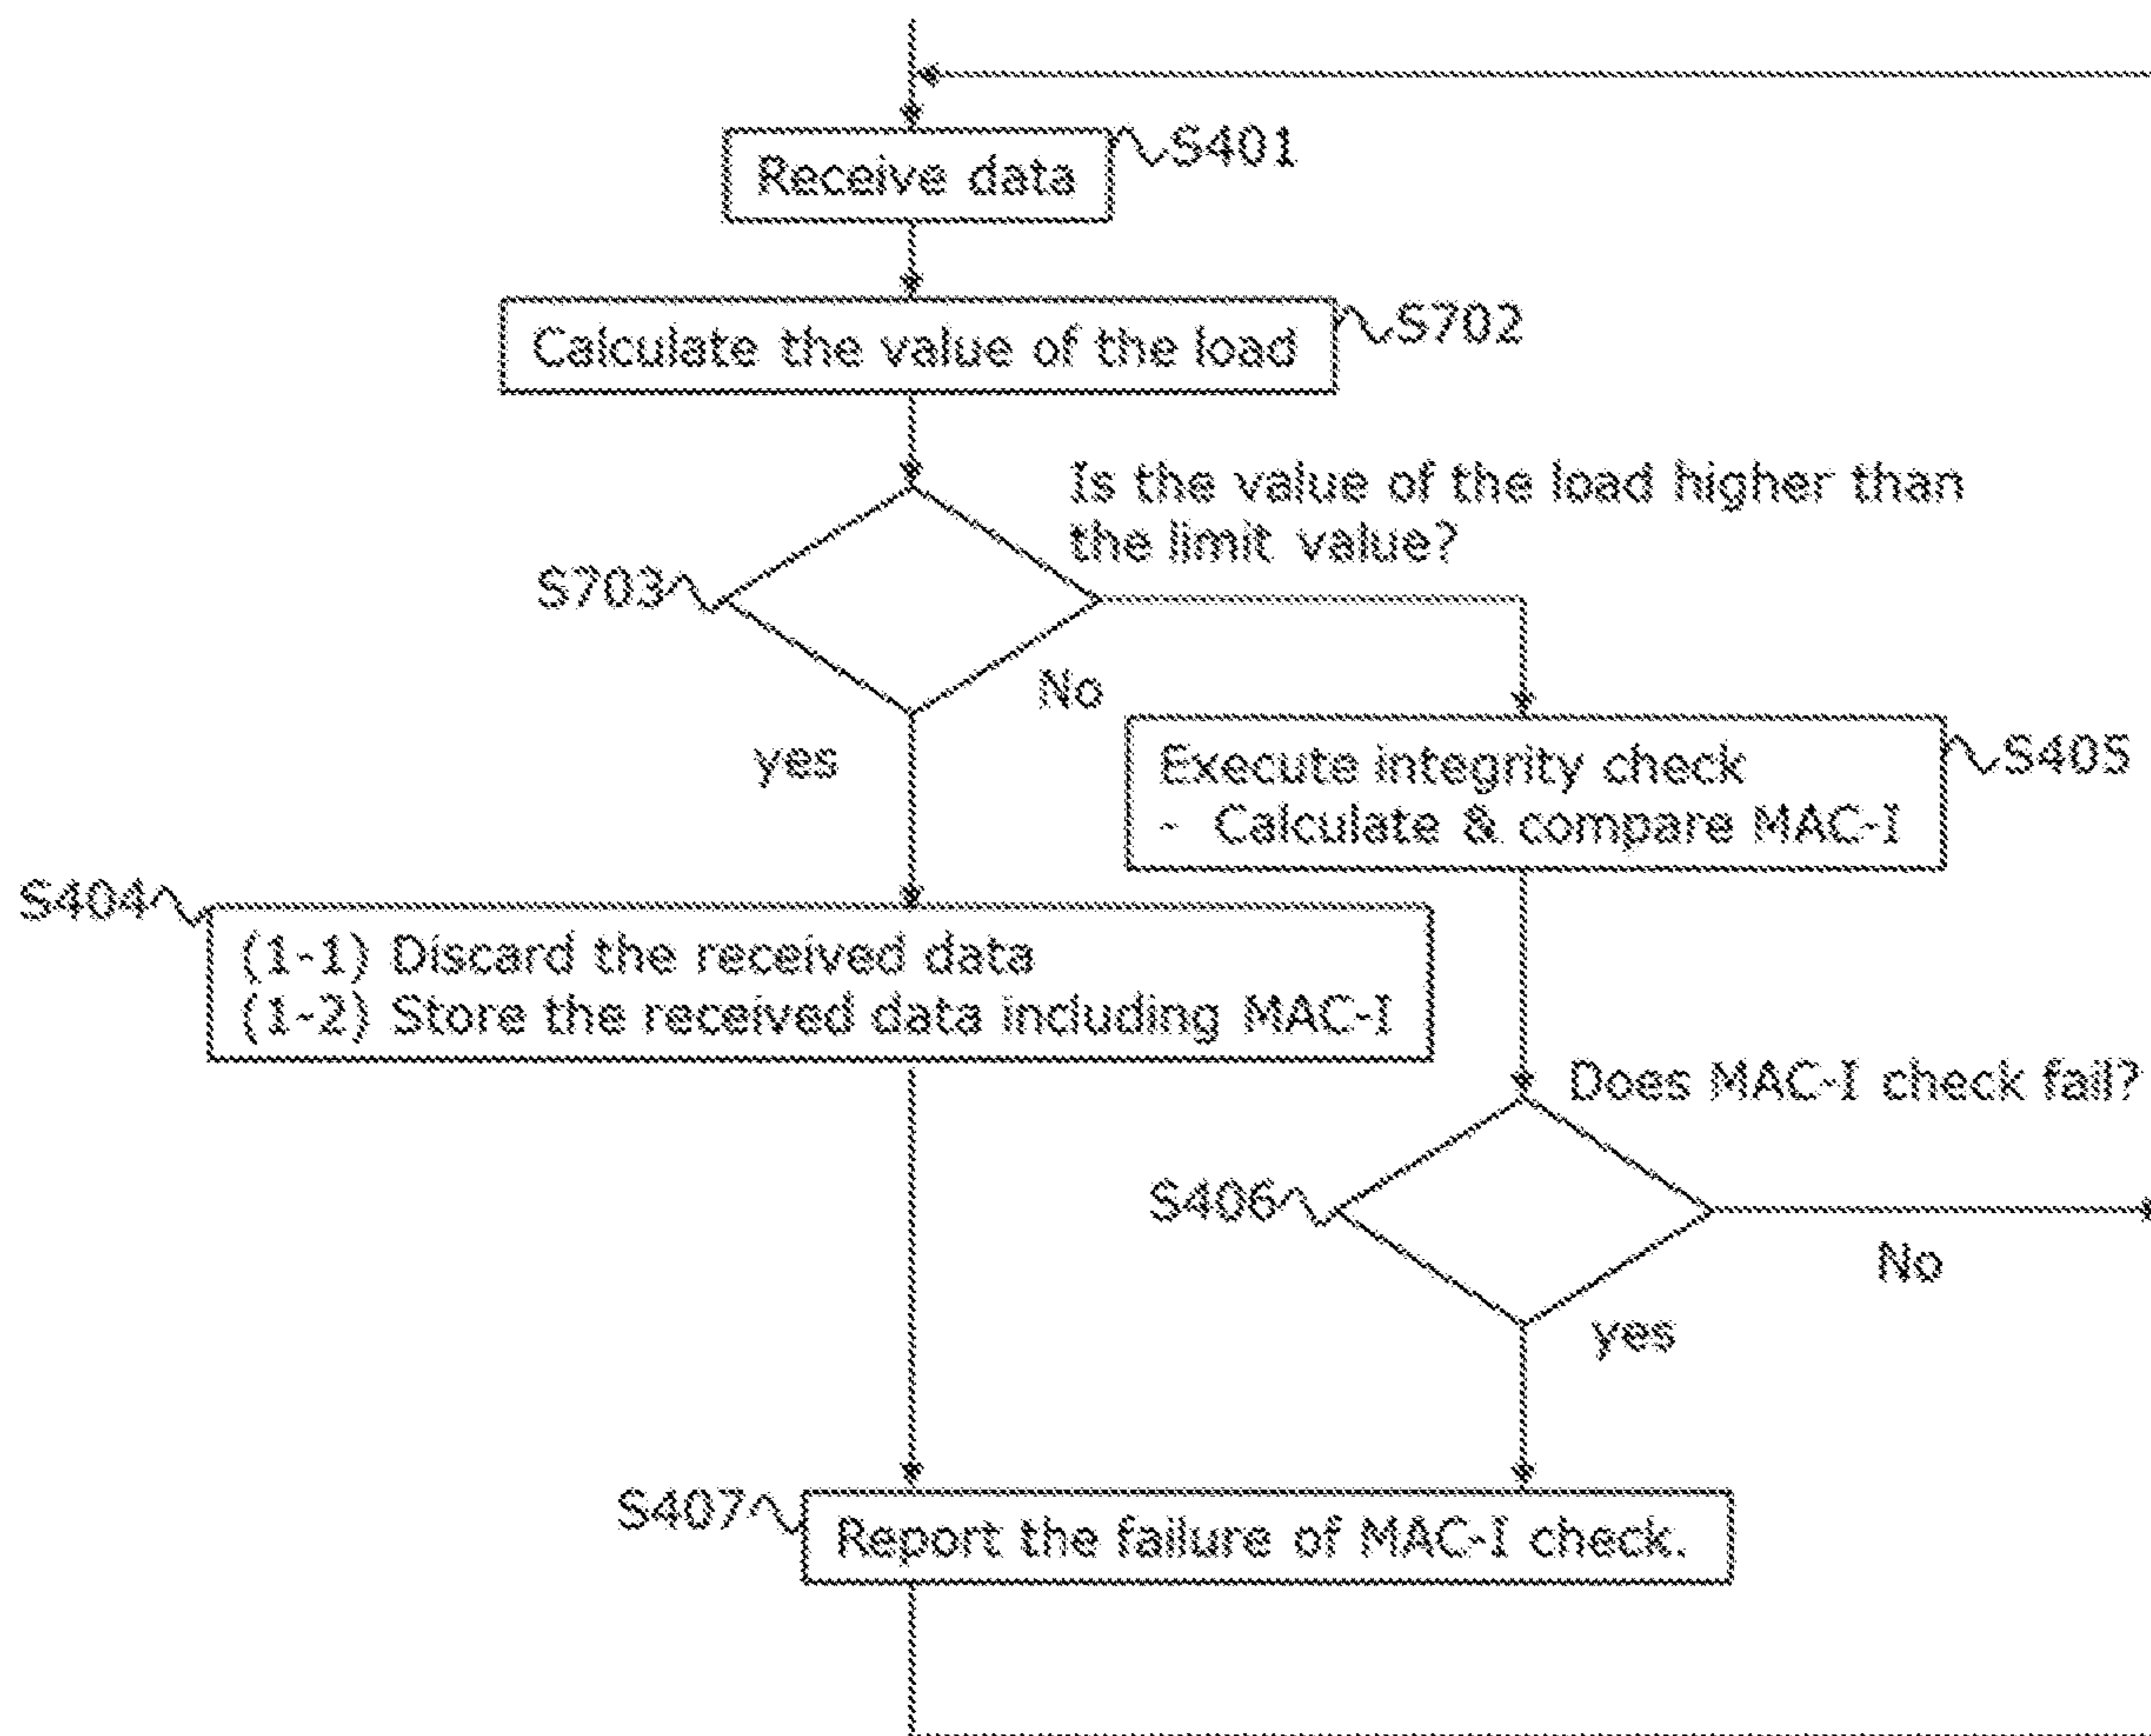 S401
Receive data
S702
Calculate the value of the load
Is the value of the load higher than
the limit value?
S703
No
yes
S405
Execute integrity check
- Calculate & compare MAC-I
S404
(1-1) Discard the received data
(1-2) Store the received data including MAC-I
Does MAC-I check fail?
S406
No
yes
S407
Report the failure of MAC-I check.